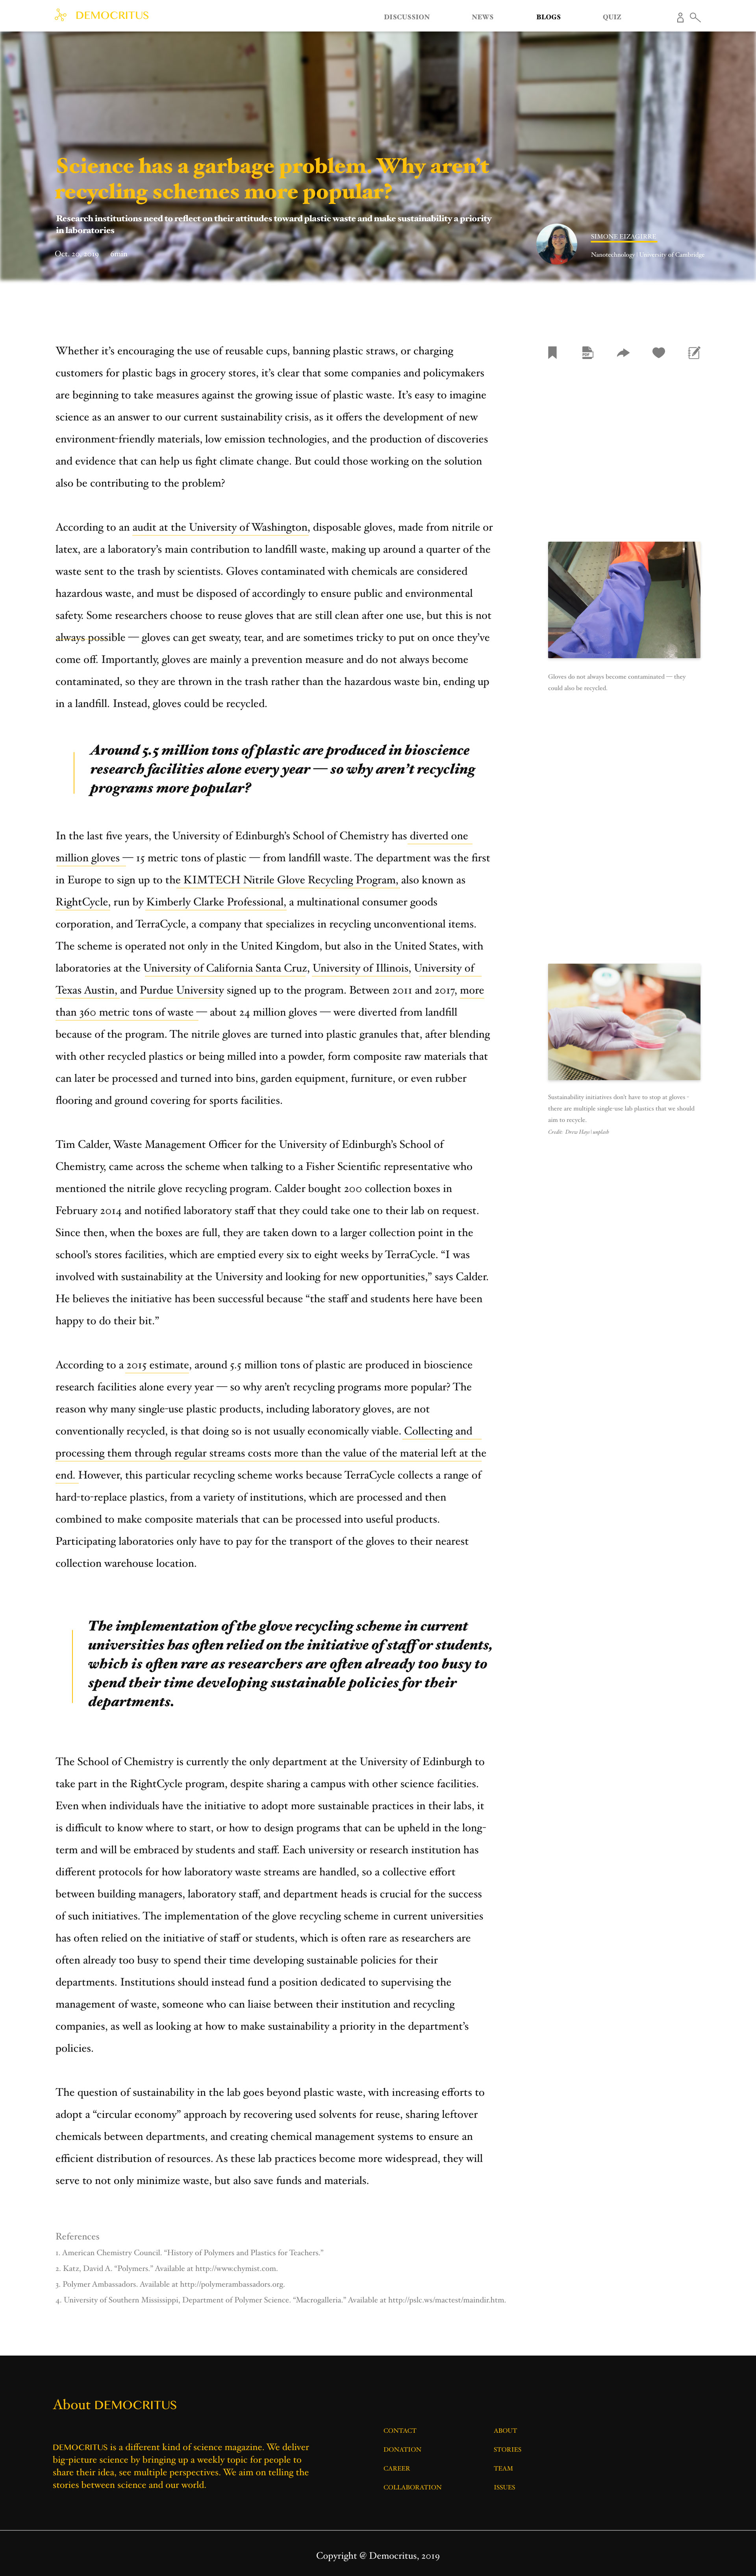 DEMOCRITUS
DISCUSSION NEWS BLOGS QUIZ
Science has a garbage problem. Why aren't
recycling schemes more popular?
Research institutions need to reflect on their attitudes toward plastic waste and make sustainability a priority
in laboratories
Oct. 20, 2019 6min
SIMONE EIZAGIRRE
Nanotechnology | University of Cambridge
Whether it's encouraging the use of reusable cups, banning plastic straws, or charging
customers for plastic bags in grocery stores, it's clear that some companies and policymakers
are beginning to take measures against the growing issue of plastic waste. It's easy to imagine
science as an answer to our current sustainability crisis, as it offers the development of new
environment-friendly materials, low emission technologies, and the production of discoveries
and evidence that can help us fight climate change. But could those working on the solution
also be contributing to the problem?
According to an audit at the University of Washington, disposable gloves, made from nitrile or
latex, are a laboratory's main contribution to landfill waste, making up around a quarter of the
waste sent to the trash by scientists. Gloves contaminated with chemicals are considered
hazardous waste, and must be disposed of accordingly to ensure public and environmental
safety. Some researchers choose to reuse gloves that are still clean after one use, but this is not
always possible — gloves can get sweaty, tear, and are sometimes tricky to put on once they've
come off. Importantly, gloves are mainly a prevention measure and do not always become
contaminated, so they are thrown in the trash rather than the hazardous waste bin, ending up
in a landfill. Instead, gloves could be recycled.
Gloves do not always become contaminated — they
could also be recycled.
Around 5.5 million tons of plastic are produced in bioscience
research facilities alone every year — so why aren't recycling
programs more popular?
In the last five years, the University of Edinburgh's School of Chemistry has diverted one
million gloves — 15 metric tons of plastic — from landfill waste. The department was the first
in Europe to sign up to the KIMTECH Nitrile Glove Recycling Program, also known as
RightCycle, run by Kimberly Clarke Professional, a multinational consumer goods
corporation, and TerraCycle, a company that specializes in recycling unconventional items.
The scheme is operated not only in the United Kingdom, but also in the United States, with
laboratories at the University of California Santa Cruz, University of Illinois, University of
Texas Austin, and Purdue University signed up to the program. Between 2011 and 2017, more
than 360 metric tons of waste — about 24 million gloves — were diverted from landfill
because of the program. The nitrile gloves are turned into plastic granules that, after blending
with other recycled plastics or being milled into a powder, form composite raw materials that
can later be processed and turned into bins, garden equipment, furniture, or even rubber
flooring and ground covering for sports facilities.
Sustainability initiatives don't have to stop at gloves -
there are multiple single-use lab plastics that we should
aim to recycle.
Credit: Drew Hays | unsplash
Tim Calder, Waste Management Officer for the University of Edinburgh's School of
Chemistry, came across the scheme when talking to a Fisher Scientific representative who
mentioned the nitrile glove recycling program. Calder bought 200 collection boxes in
February 2014 and notified laboratory staff that they could take one to their lab on request.
Since then, when the boxes are full, they are taken down to a larger collection point in the
school's stores facilities, which are emptied every six to eight weeks by TerraCycle. "I was
involved with sustainability at the University and looking for new opportunities," says Calder.
He believes the initiative has been successful because "the staff and students here have been
happy to do their bit."
According to a 2015 estimate, around 5.5 million tons of plastic are produced in bioscience
research facilities alone every year — so why aren't recycling programs more popular? The
reason why many single-use plastic products, including laboratory gloves, are not
conventionally recycled, is that doing so is not usually economically viable. Collecting and
processing them through regular streams costs more than the value of the material left at the
end. However, this particular recycling scheme works because TerraCycle collects a range of
hard-to-replace plastics, from a variety of institutions, which are processed and then
combined to make composite materials that can be processed into useful products.
Participating laboratories only have to pay for the transport of the gloves to their nearest
collection warehouse location.
The implementation of the glove recycling scheme in current
universities has often relied on the initiative of staff or students,
which is often rare as researchers are often already too busy to
spend their time developing sustainable policies for their
departments.
The School of Chemistry is currently the only department at the University of Edinburgh to
take part in the RightCycle program, despite sharing a campus with other science facilities.
Even when individuals have the initiative to adopt more sustainable practices in their labs, it
is difficult to know where to start, or how to design programs that can be upheld in the long-
term and will be embraced by students and staff. Each university or research institution has
different protocols for how laboratory waste streams are handled, so a collective effort
between building managers, laboratory staff, and department heads is crucial for the success
of such initiatives. The implementation of the glove recycling scheme in current universities
has often relied on the initiative of staff or students, which is often rare as researchers are
often already too busy to spend their time developing sustainable policies for their
departments. Institutions should instead fund a position dedicated to supervising the
management of waste, someone who can liaise between their institution and recycling
companies, as well as looking at how to make sustainability a priority in the department's
policies.
The question of sustainability in the lab goes beyond plastic waste, with increasing efforts to
adopt a "circular economy" approach by recovering used solvents for reuse, sharing leftover
chemicals between departments, and creating chemical management systems to ensure an
efficient distribution of resources. As these lab practices become more widespread, they will
serve to not only minimize waste, but also save funds and materials.
References
1. American Chemistry Council. "History of Polymers and Plastics for Teachers."
2. Katz, David A. "Polymers." Available at http://www.chymist.com.
3. Polymer Ambassadors. Available at http://polymerambassadors.org.
4. University of Southern Mississippi, Department of Polymer Science. "Macrogalleria." Available at http://pslc.ws/mactest/maindir.htm.
About DEMOCRITUS
DEMOCRITUS is a different kind of science magazine. We deliver
big-picture science by bringing up a weekly topic for people to
share their idea, see multiple perspectives. We aim on telling the
stories between science and our world.
CONTACT ABOUT
DONATION STORIES
CAREER TEAM
COLLABORATION ISSUES
Copyright @ Democritus, 2019